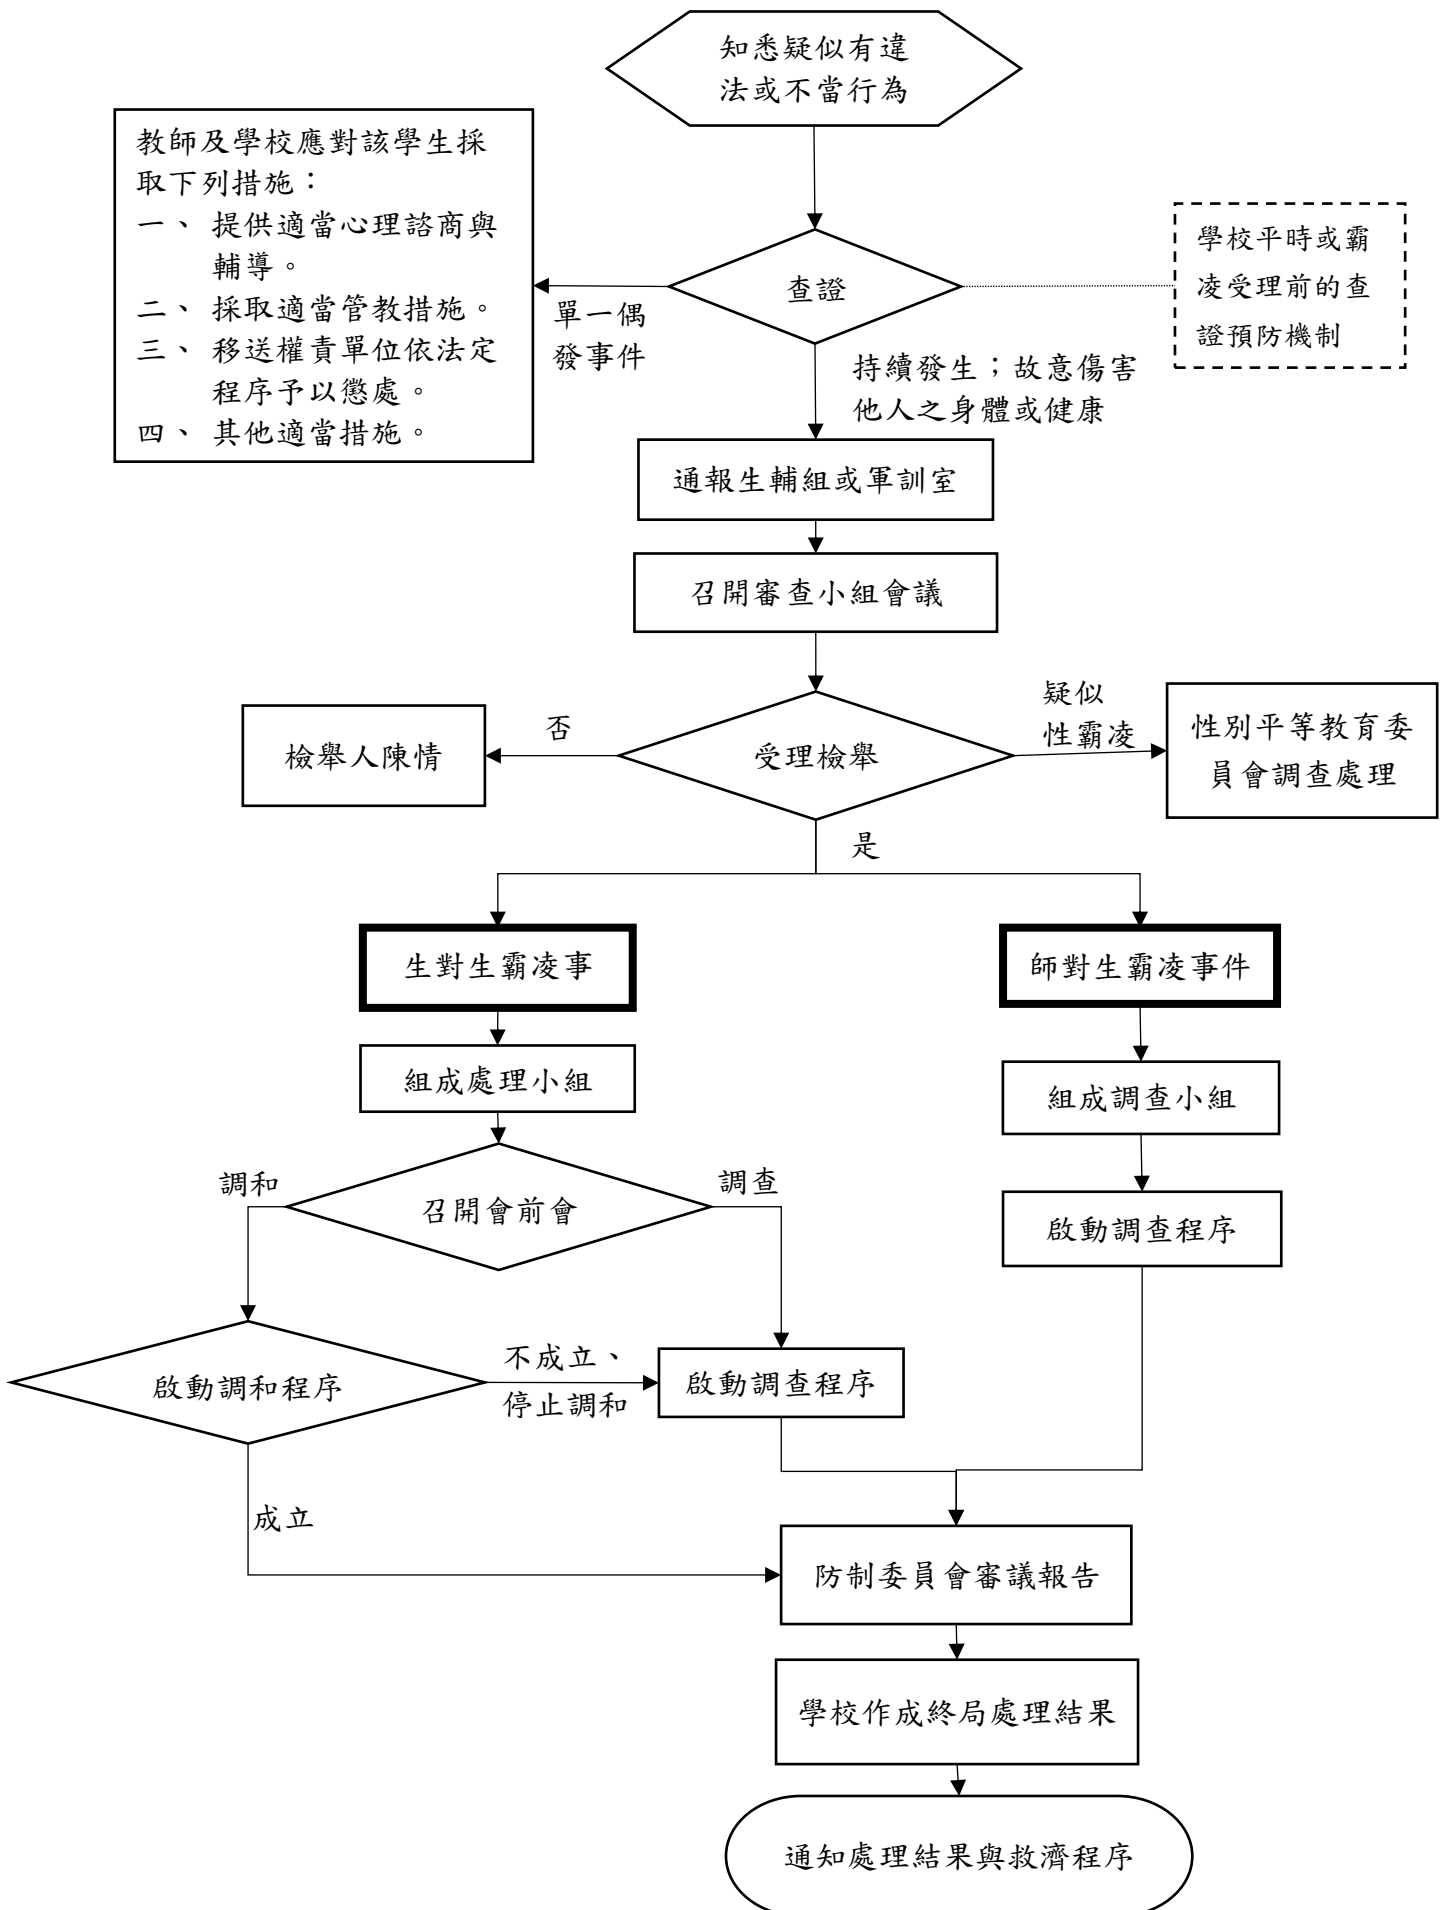 知悉疑似有違
法或不當行為
教師及學校應對該學生採
取下列措施：
一、 提供適當心理諮商與
輔導。
二、 採取適當管教措施。
三、 移送權責單位依法定
程序予以懲處。
四、 其他適當措施。
單一偶
發事件
查證
學校平時或霸
凌受理前的查
證預防機制
持續發生；故意傷害
他人之身體或健康
通報生輔組或軍訓室
召開審查小組會議
檢舉人陳情
否
受理檢舉
疑似
性霸凌
性別平等教育委
員會調查處理
是
生對生霸凌事
師對生霸凌事件
組成處理小組
組成調查小組
調和
召開會前會
調查
啟動調查程序
啟動調和程序
不成立、
停止調和
啟動調查程序
成立
防制委員會審議報告
學校作成終局處理結果
通知處理結果與救濟程序